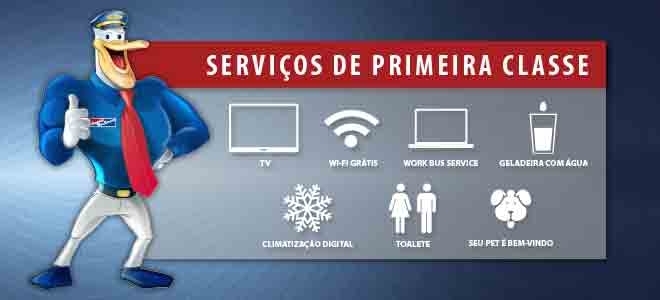 SERVIÇOS DE PRIMEIRA CLASSE
TV
WI-FI GRÁTIS
WORK BUS SERVICE
GELADEIRA COM ÁGUA
CLIMATIZAÇÃO DIGITAL
TOALETE
SEU PET É BEM-VINDO